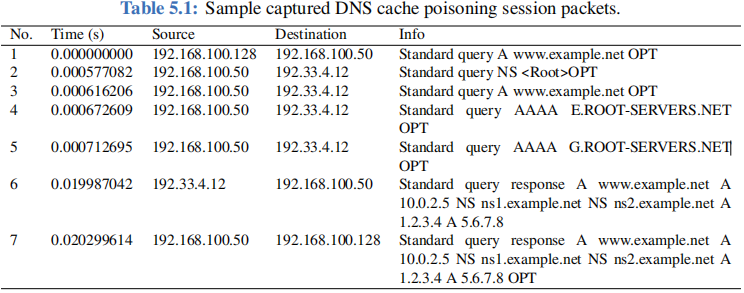 Table 5.1: Sample captured DNS cache poisoning session packets.
No. Time (s) Source Destination Info
1 0.000000000 192.168.100.128 192.168.100.50 Standard query A www.example.net OPT
2 0.000577082 192.168.100.50 192.33.4.12 Standard query NS <Root>OPT
3 0.000616206 192.168.100.50 192.33.4.12 Standard query A www.example.net OPT
4 0.000672609 192.168.100.50 192.33.4.12 Standard query AAAA E.ROOT-SERVERS.NET
OPT
5 0.000712695 192.168.100.50 192.33.4.12 Standard query AAAA G.ROOT-SERVERS.NET
OPT
6 0.019987042 192.33.4.12 192.168.100.50 Standard query response A www.example.net A
10.0.2.5 NS ns1.example.net NS ns2.example.net A
1.2.3.4 A 5.6.7.8
7 0.020299614 192.168.100.50 192.168.100.128 Standard query response A www.example.net A
10.0.2.5 NS ns1.example.net NS ns2.example.net A
1.2.3.4 A 5.6.7.8 OPT